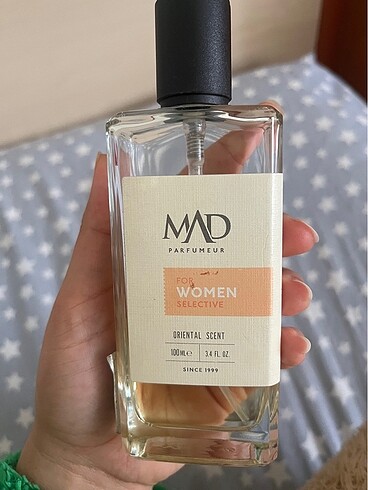 MAD
PARFUMEUR
FOR
WOMEN
SELECTIVE
ORIENTAL SCENT
100 ML℮ 3.4 FL. OZ.
SINCE 1999